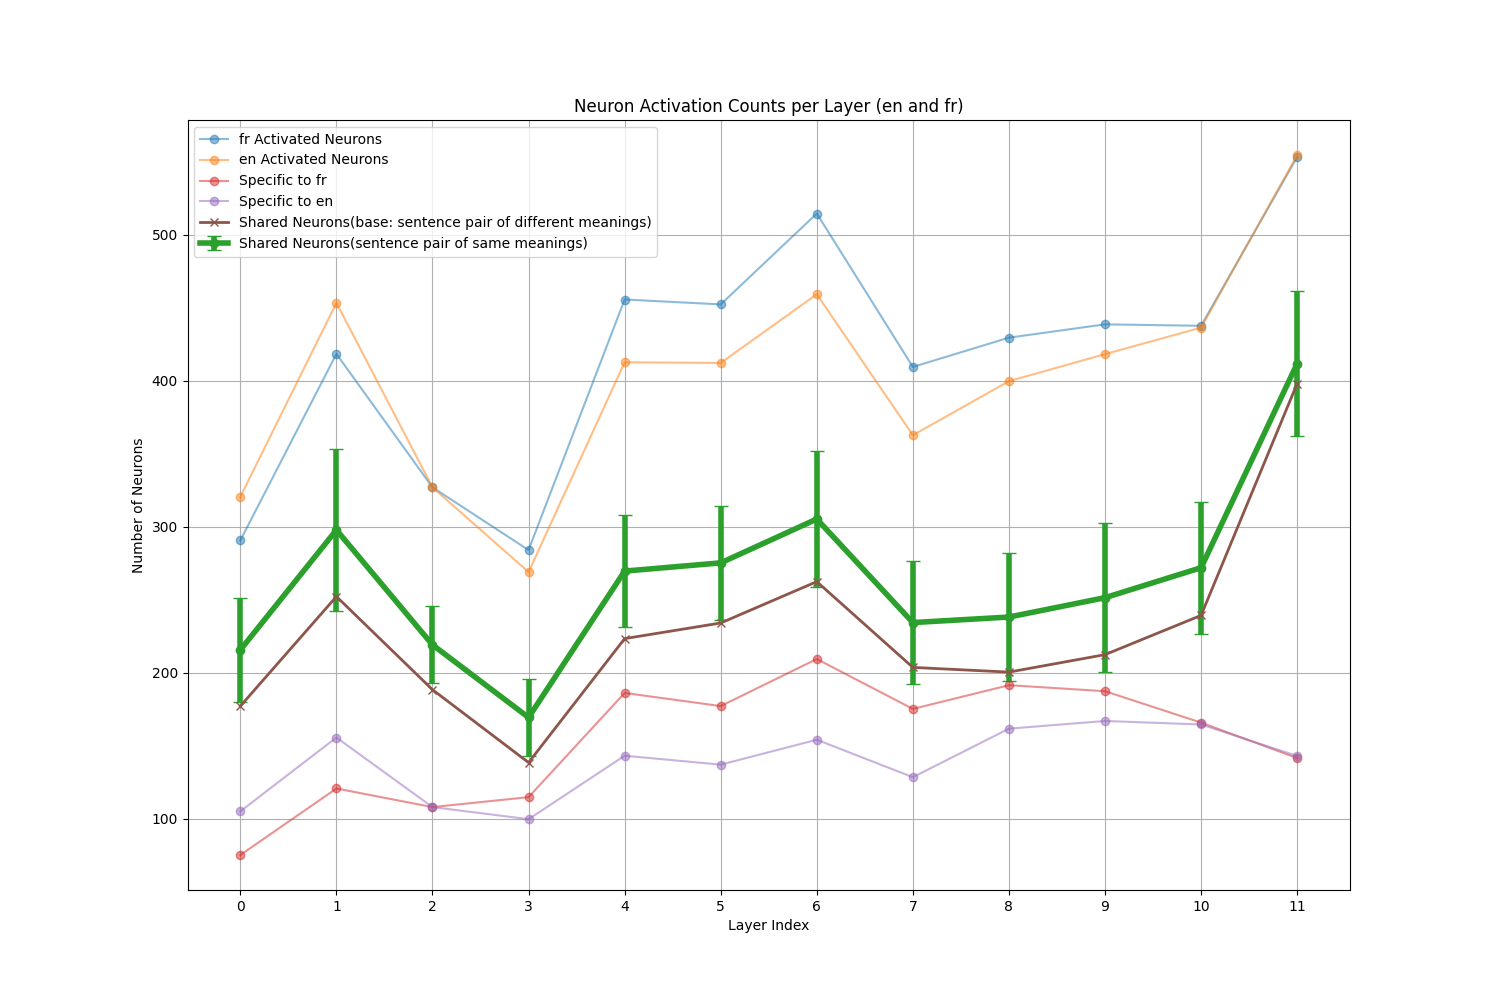 Neuron Activation Counts per Layer (en and fr)
fr Activated Neurons
en Activated Neurons
Specific to fr
Specific to en
Shared Neurons(base: sentence pair of different meanings)
Shared Neurons(sentence pair of same meanings)
Number of Neurons
500
400
300
200
100
0 1 2 3 4 5 6 7 8 9 10 11
Layer Index